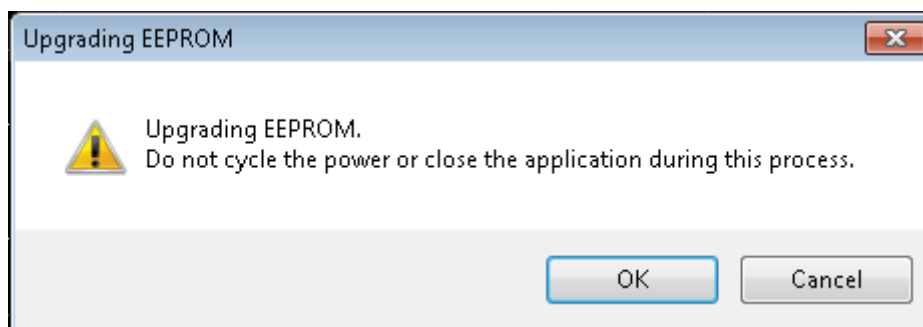 Upgrading EEPROM
Upgrading EEPROM.
Do not cycle the power or close the application during this process.
OK
Cancel